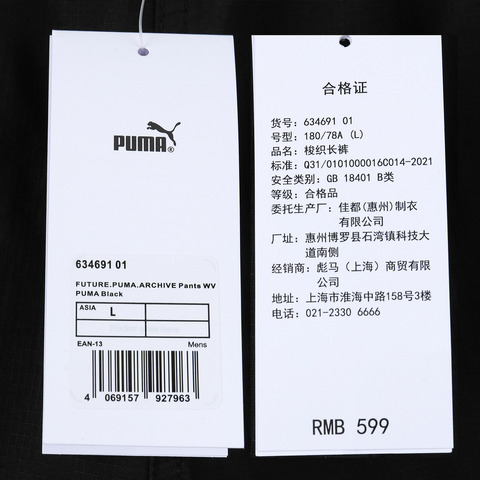 PUMA®
634691 01
FUTURE.PUMA.ARCHIVE Pants WV
PUMA Black
ASIA
L
EAN-13
Mens
4 069157 927963
合格证
货号: 634691 01
号型: 180/78A (L)
品名: 梭织长裤
标准: Q31/0101000016C014-2021
安全类别: GB 18401 B类
等级: 合格品
委托生产厂: 佳都(惠州)制衣
有限公司
厂址: 惠州博罗县石湾镇科技大
道南侧
经销商: 彪马（上海）商贸有限
公司
地址: 上海市淮海中路158号3楼
电话: 021-2330 6666
RMB 599